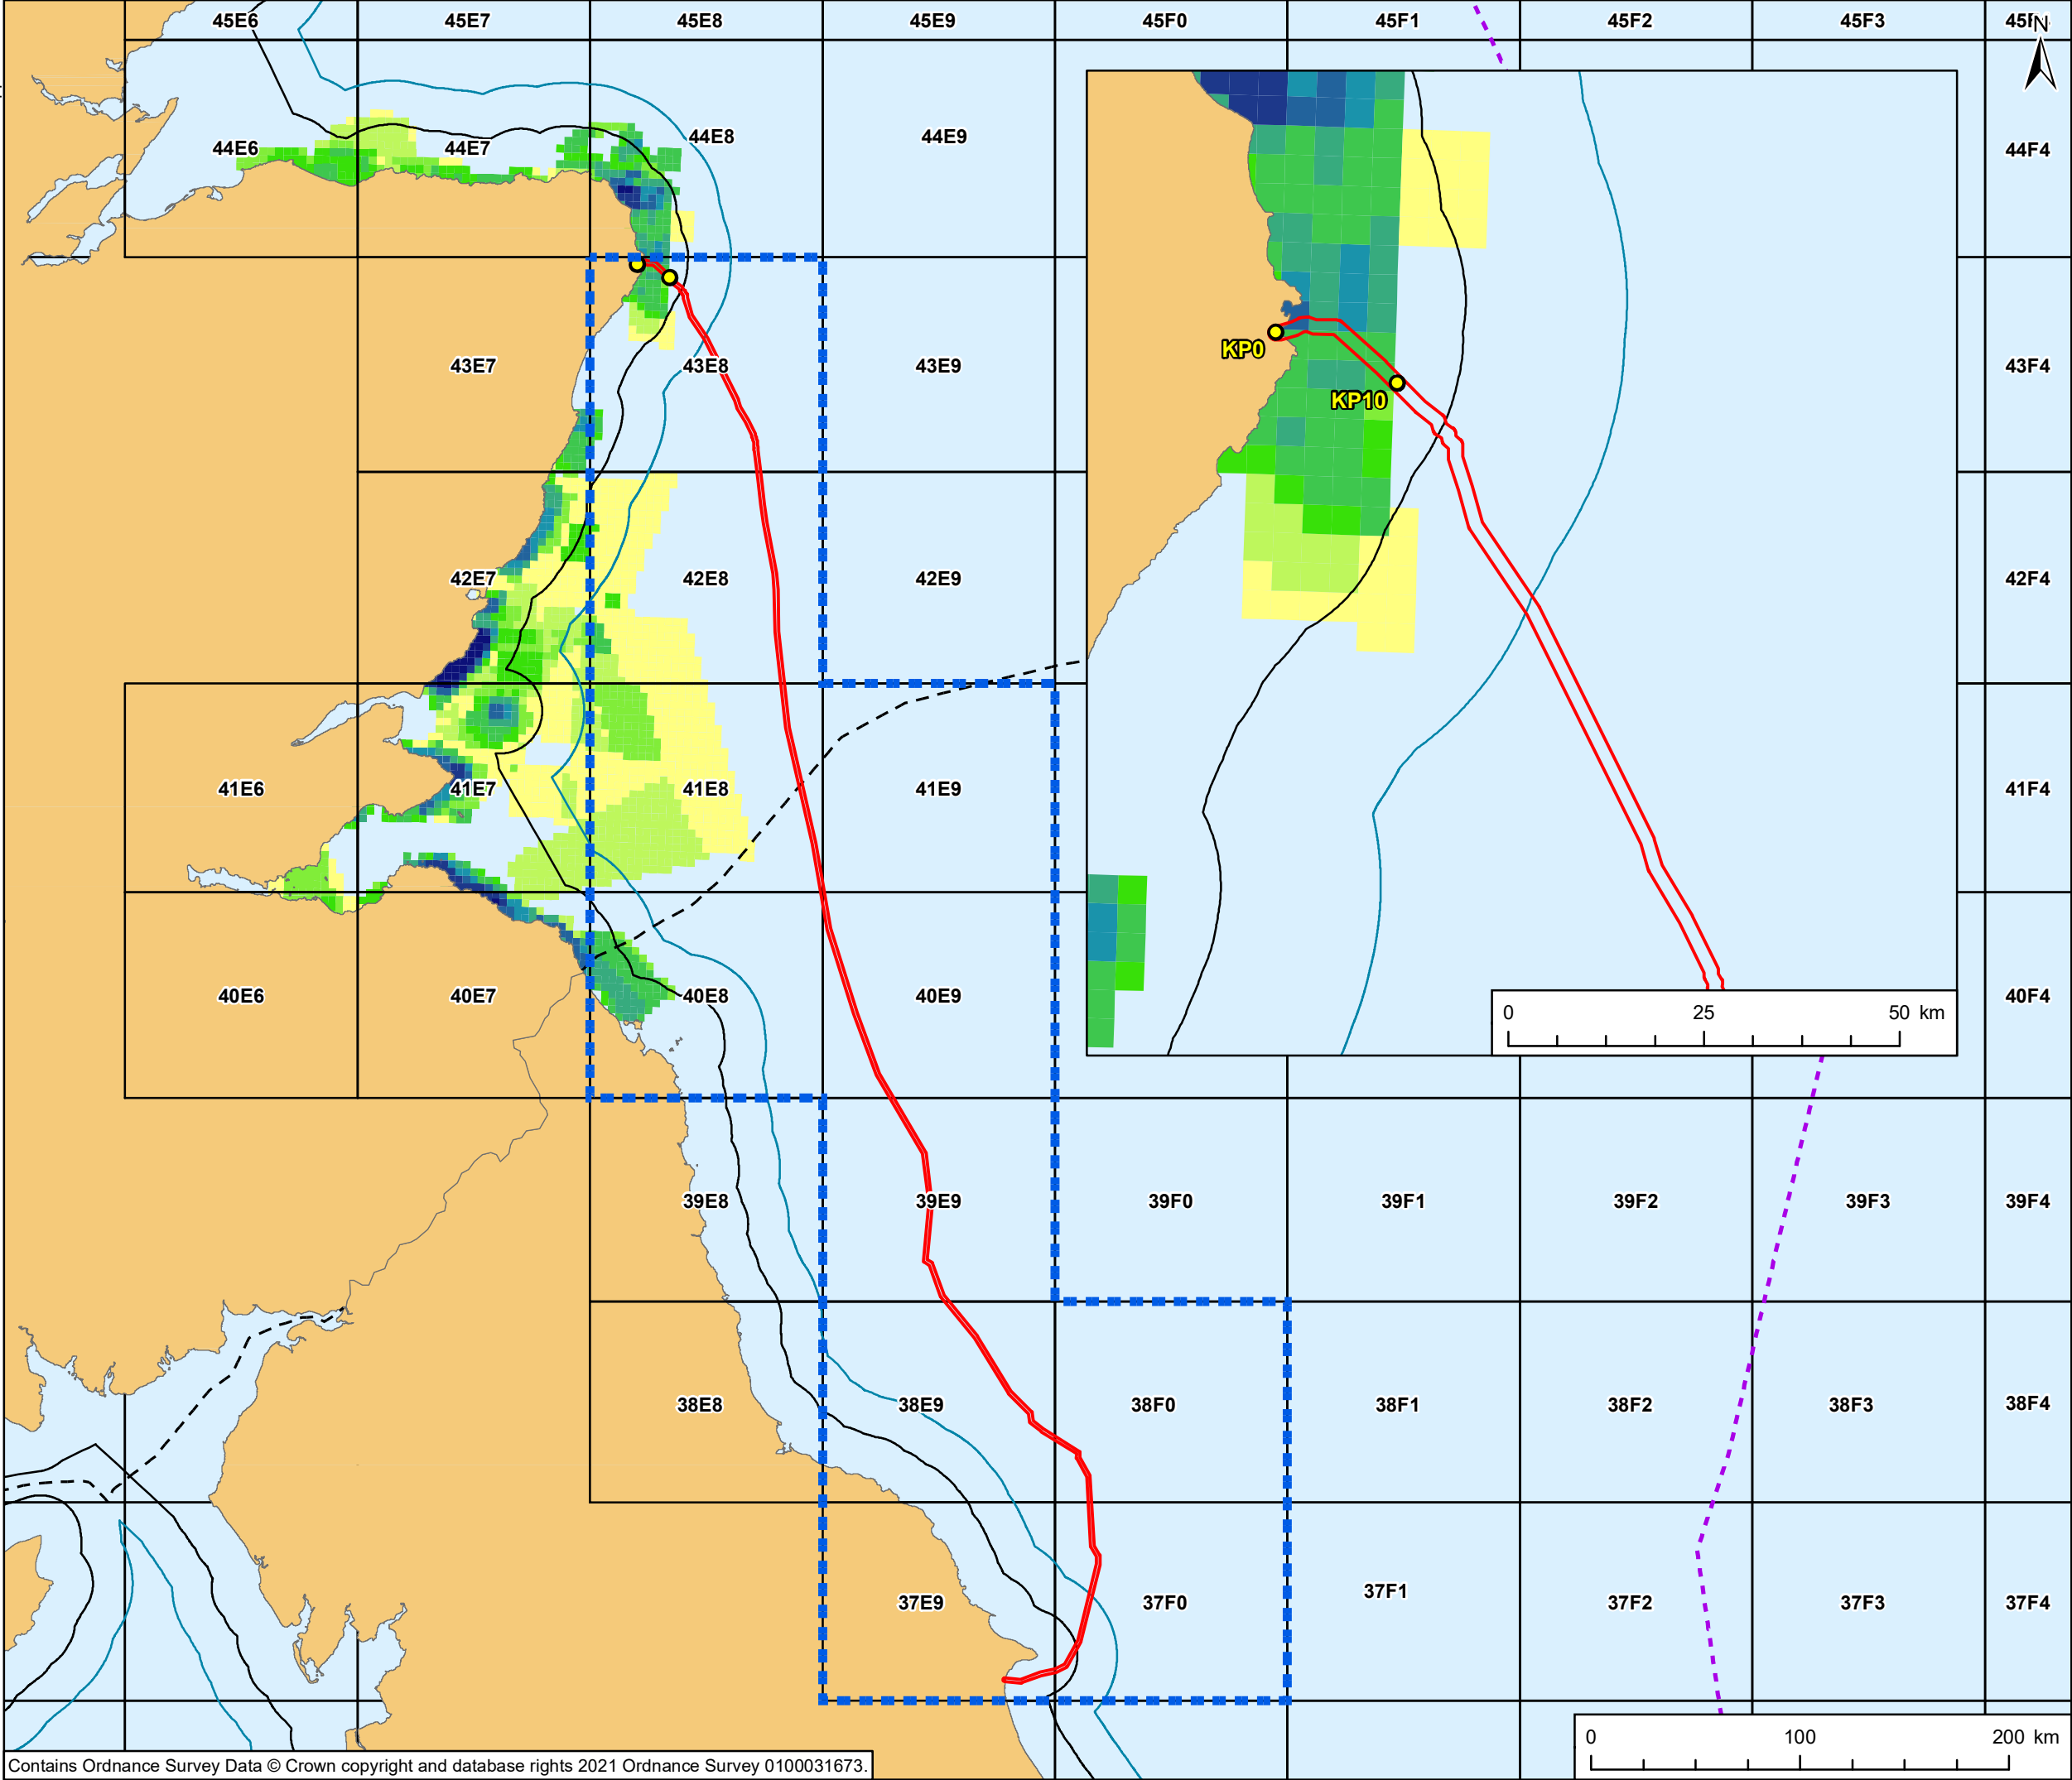 45E6 45E7 45E8 45E9 45F0 45F1 45F2 45F3
N
44E6 44E7 44E8 44E9 44F4
43E7 43E8 43E9 43F4
KP0
KP10
42E7 42E8 42E9 42F4
41E6 41E7 41E8 41E9 41F4
40E6 40E7 40E8 40E9 40F4
0 25 50 km
39E8 39E9 39F0 39F1 39F2 39F3 39F4
38E8 38E9 38F0 38F1 38F2 38F3 38F4
37E9 37F0 37F1 37F2 37F3 37F4
0 100 200 km
Contains Ordnance Survey Data © Crown copyright and database rights 2021 Ordnance Survey 0100031673.